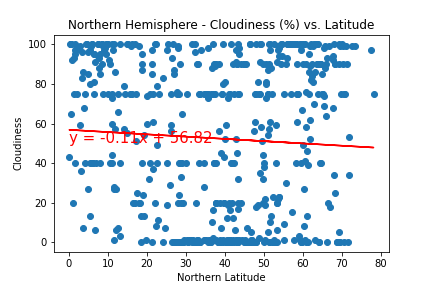 Northern Hemisphere - Cloudiness (%) vs. Latitude
100
80
60
40
20
0
Cloudiness
y = -0.11x + 56.82
0 10 20 30 40 50 60 70 80
Northern Latitude